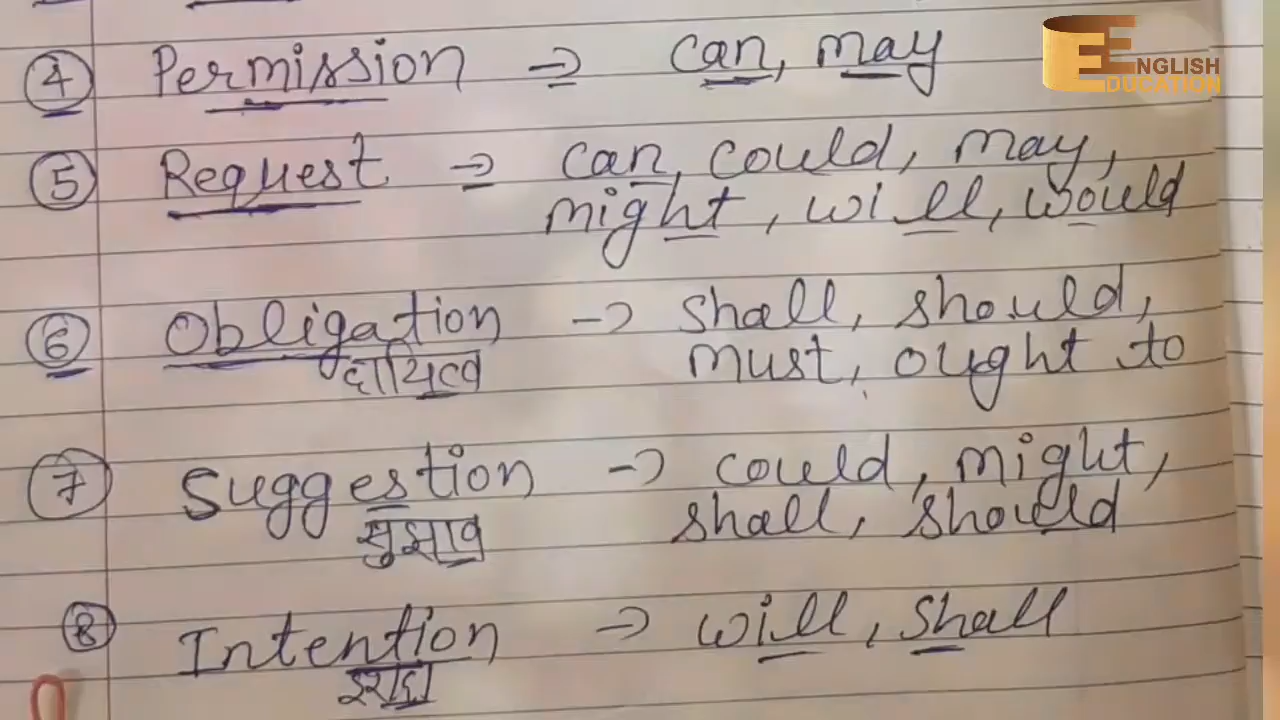 ④ Permission → can, may
ENGLISH EDUCATION
⑤ Request → can, could, may,
might, will, would
⑥ Obligation → shall, should,
दायित्व must, ought to
⑦ Suggestion → could, might,
सुझाव shall, should
⑧ Intention → will, shall
इरादा